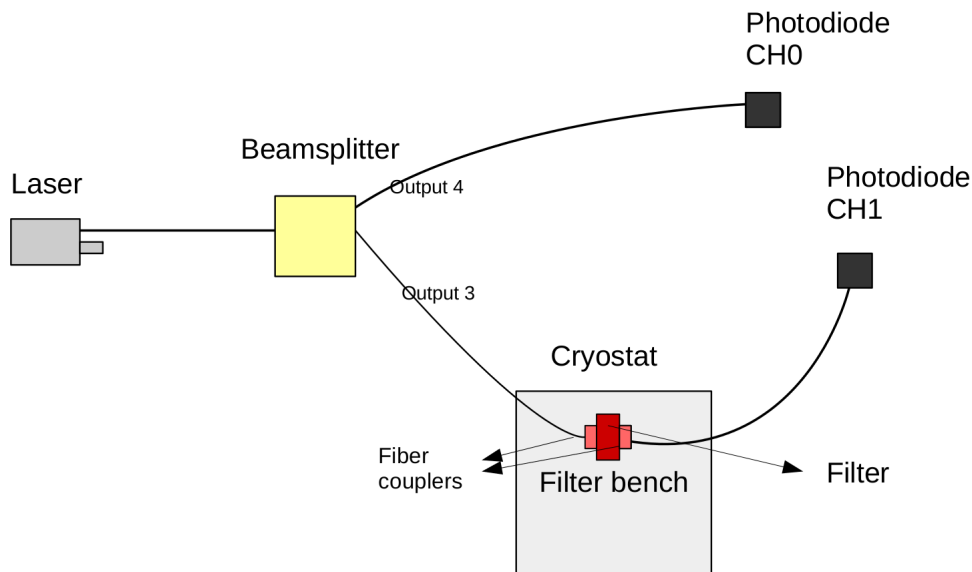 Photodiode
CH0
Beamsplitter
Laser
Output 4
Photodiode
CH1
Output 3
Cryostat
Fiber
couplers
Filter bench
Filter